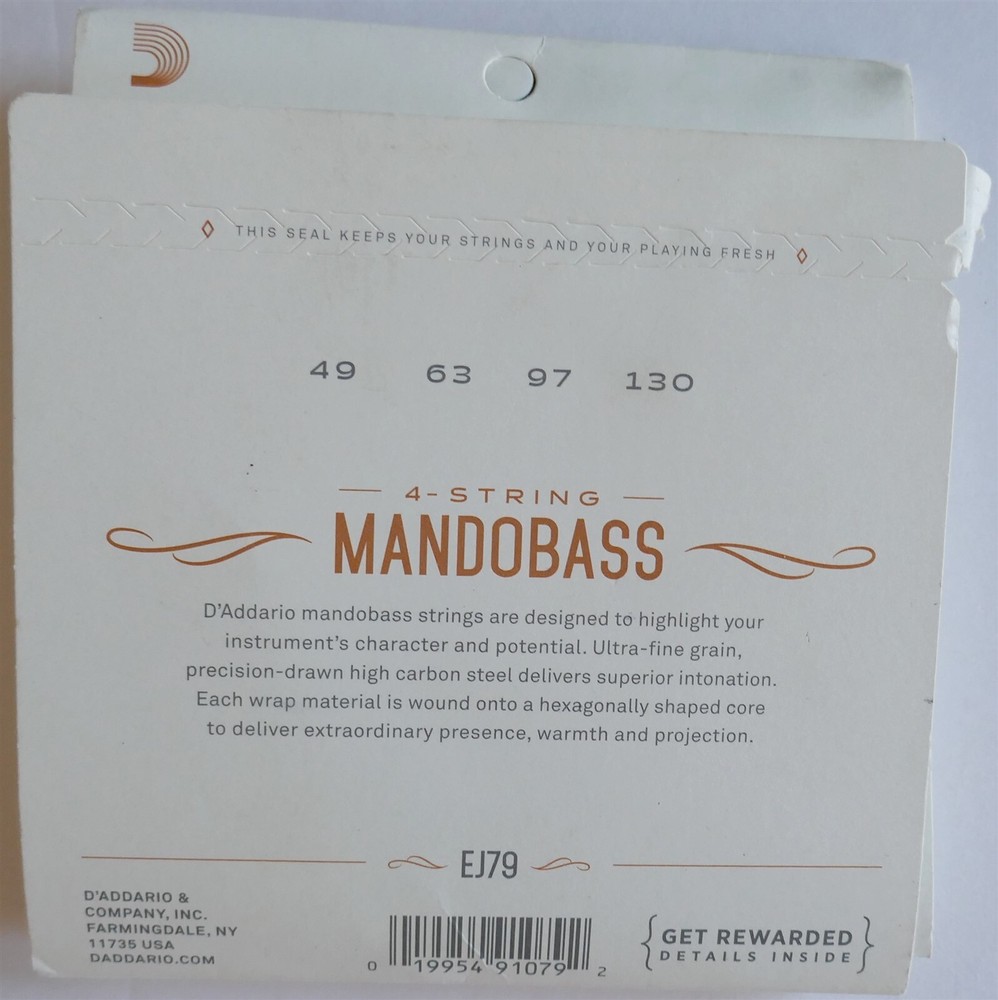 THIS SEAL KEEPS YOUR STRINGS AND YOUR PLAYING FRESH
49 63 97 130
4-STRING
MANDOBASS
D'Addario mandobass strings are designed to highlight your
instrument's character and potential. Ultra-fine grain,
precision-drawn high carbon steel delivers superior intonation.
Each wrap material is wound onto a hexagonally shaped core
to deliver extraordinary presence, warmth and projection.
EJ79
D'ADDARIO &
COMPANY, INC.
FARMINGDALE, NY
11735 USA
DADDARIO.COM
0 19954 91079 2
GET REWARDED
DETAILS INSIDE